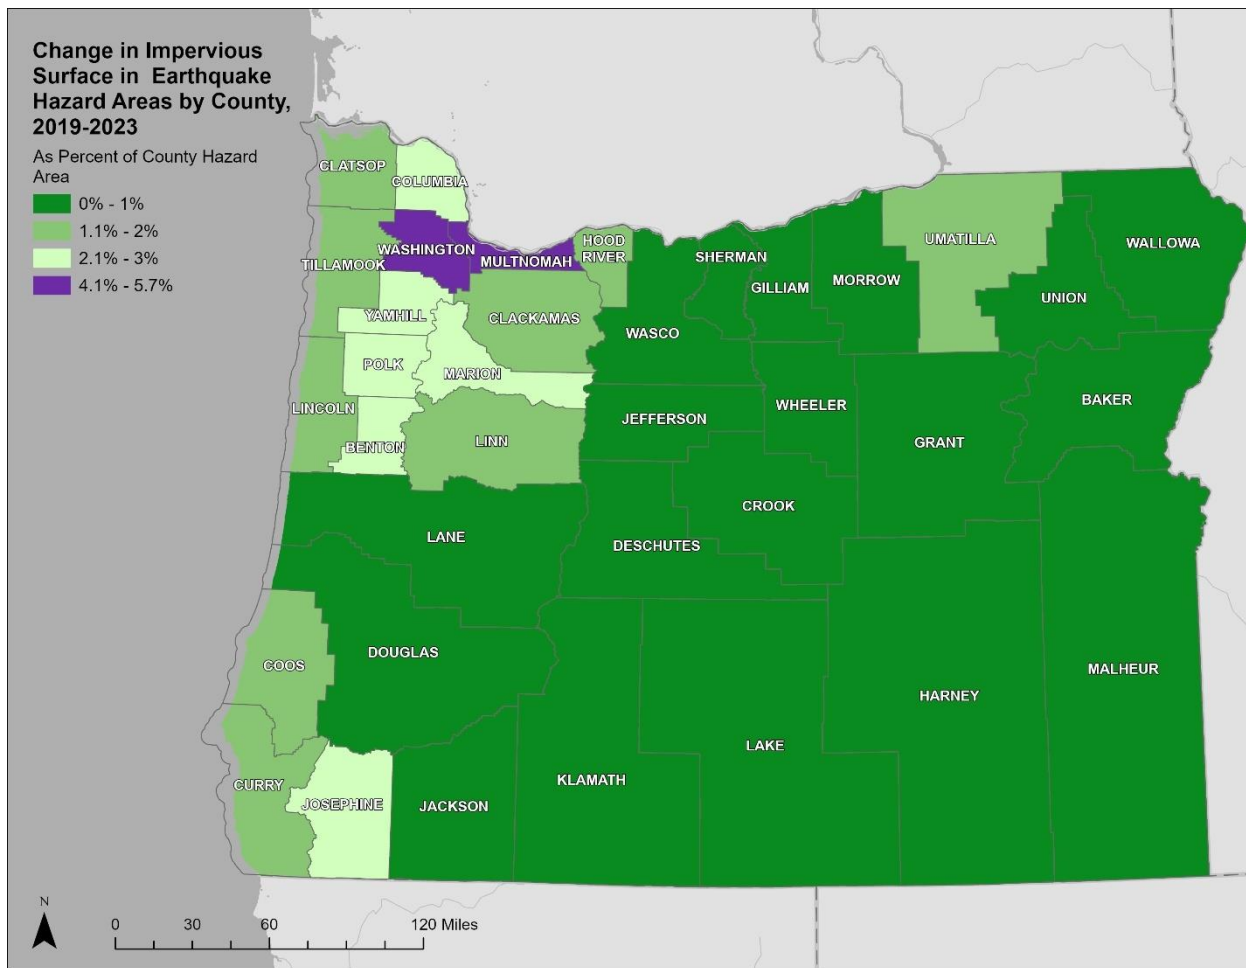 Change in Impervious
Surface in Earthquake
Hazard Areas by County,
2019-2023
As Percent of County Hazard
Area
0% - 1%
1.1% - 2%
2.1% - 3%
4.1% - 5.7%
CLATSOP
COLUMBIA
WASHINGTON
MULTNOMAH
HOOD
RIVER
TILLAMOOK
SHERMAN
GILLIAM
MORROW
UMATILLA
UNION
WALLOWA
YAMHILL
CLACKAMAS
WASCO
POLK
MARION
LINCOLN
BENTON
LINN
JEFFERSON
WHEELER
GRANT
BAKER
LANE
DESCHUTES
CROOK
COOS
DOUGLAS
HARNEY
MALHEUR
CURRY
JOSEPHINE
JACKSON
KLAMATH
LAKE
N
0 30 60 120 Miles